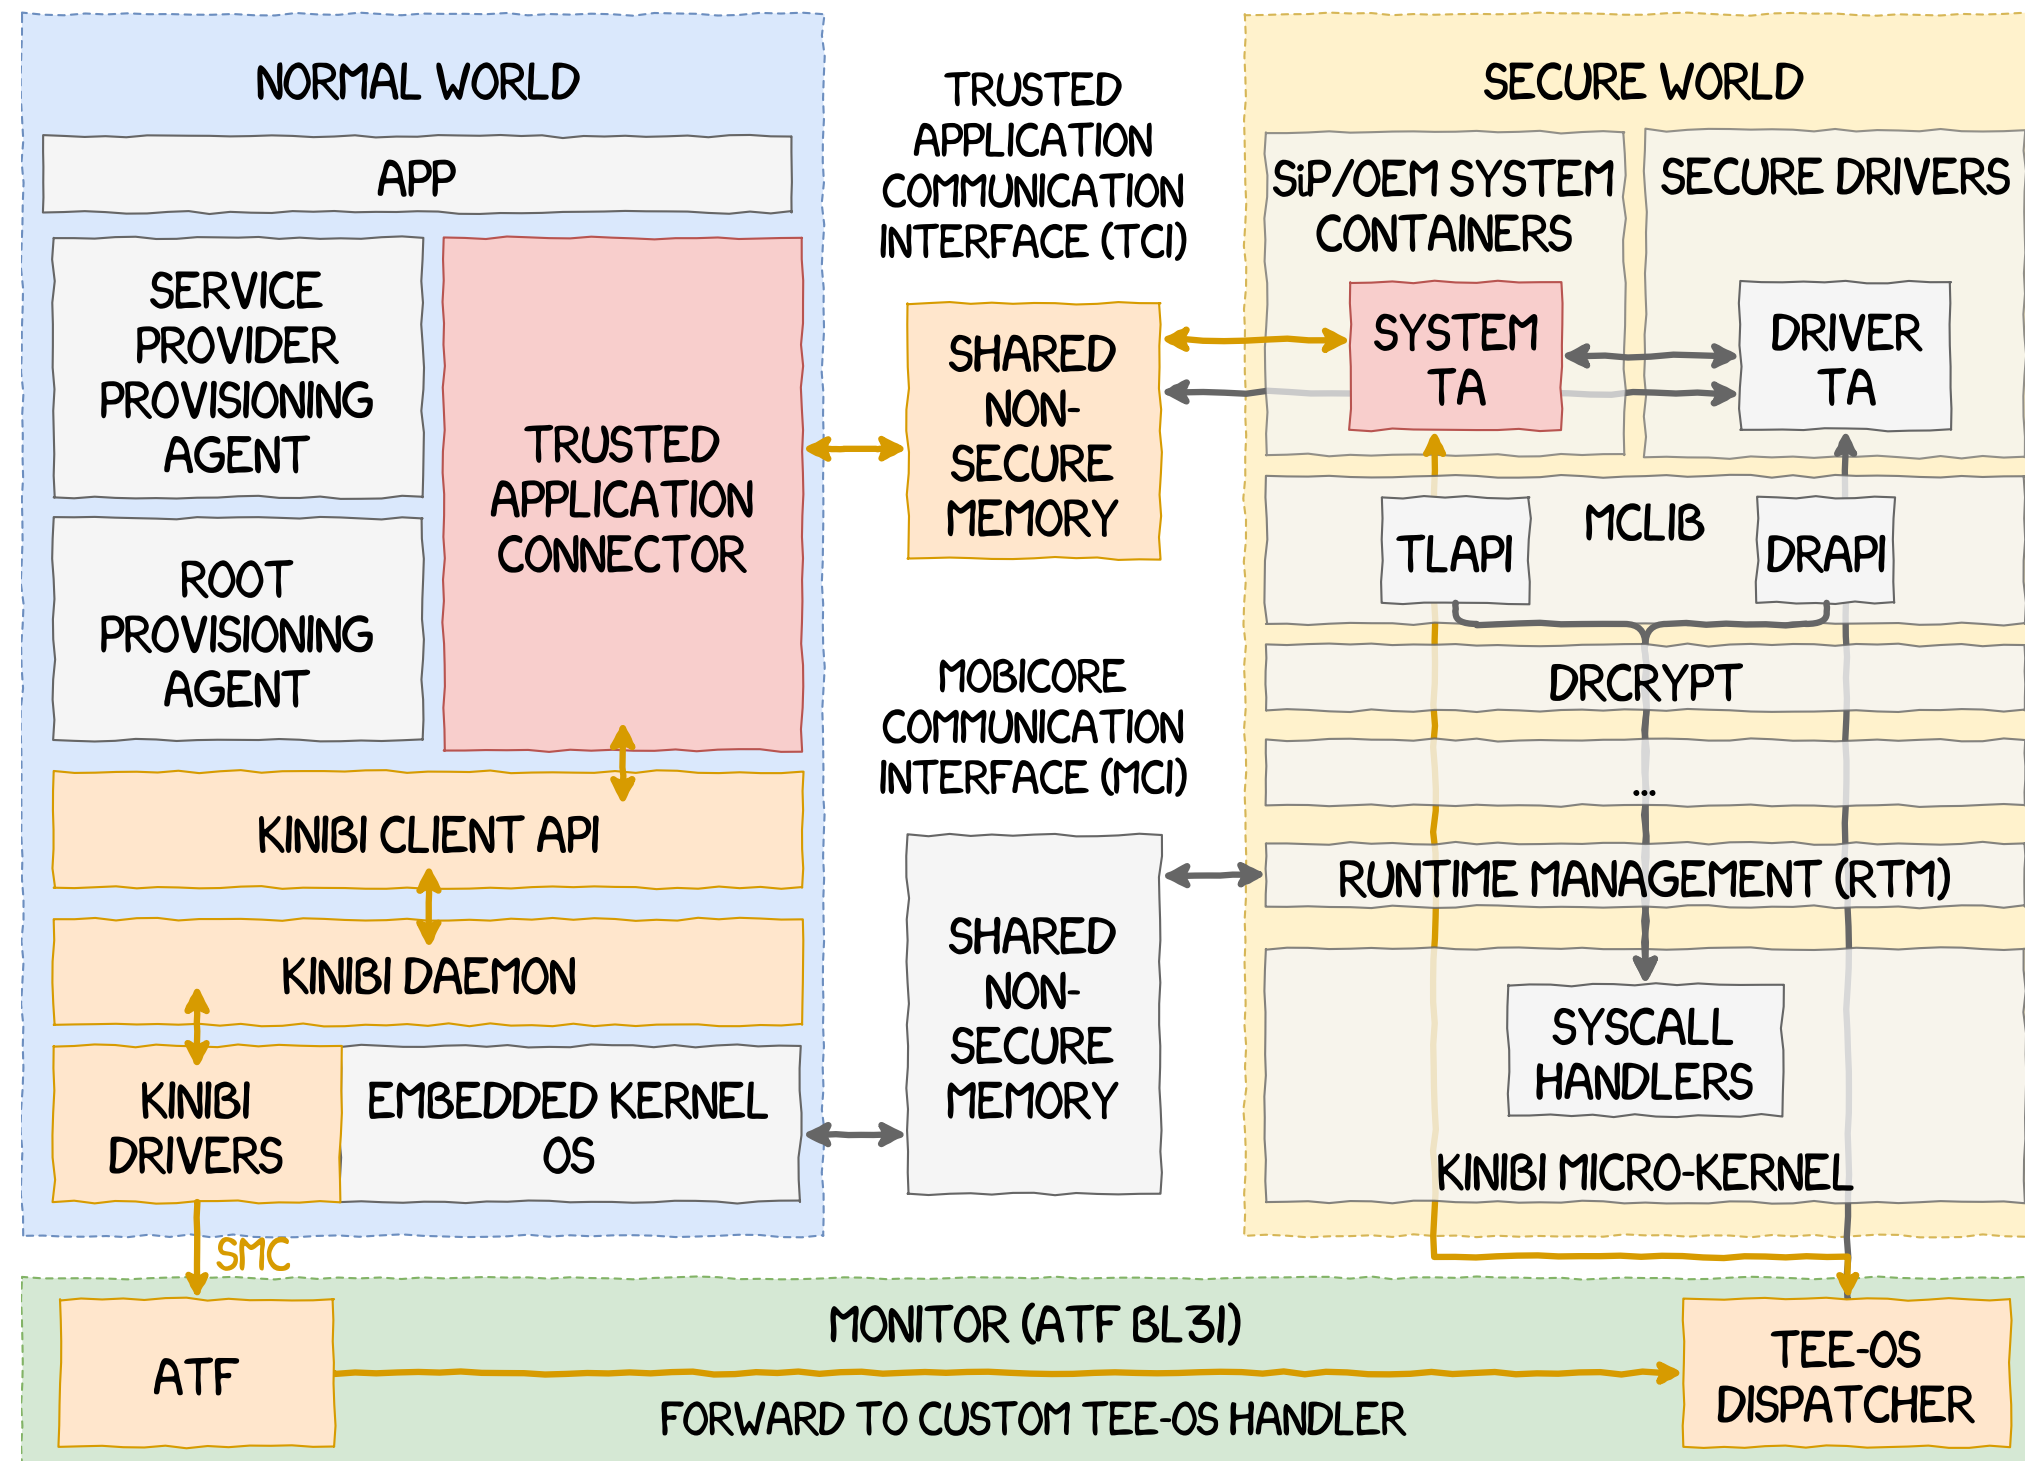 NORMAL WORLD
APP
SERVICE
PROVIDER
PROVISIONING
AGENT
ROOT
PROVISIONING
AGENT
TRUSTED
APPLICATION
CONNECTOR
KINIBI CLIENT API
KINIBI DAEMON
KINIBI
DRIVERS
EMBEDDED KERNEL
OS
SMC
TRUSTED
APPLICATION
COMMUNICATION
INTERFACE (TCI)
SHARED
NON-
SECURE
MEMORY
MOBICORE
COMMUNICATION
INTERFACE (MCI)
SHARED
NON-
SECURE
MEMORY
SECURE WORLD
SiP/OEM SYSTEM
CONTAINERS
SYSTEM
TA
SECURE DRIVERS
DRIVER
TA
MCLIB
TLAPI
DRAPI
DRCRYPT
...
RUNTIME MANAGEMENT (RTM)
SYSCALL
HANDLERS
KINIBI MICRO-KERNEL
MONITOR (ATF BL31)
ATF
FORWARD TO CUSTOM TEE-OS HANDLER
TEE-OS
DISPATCHER